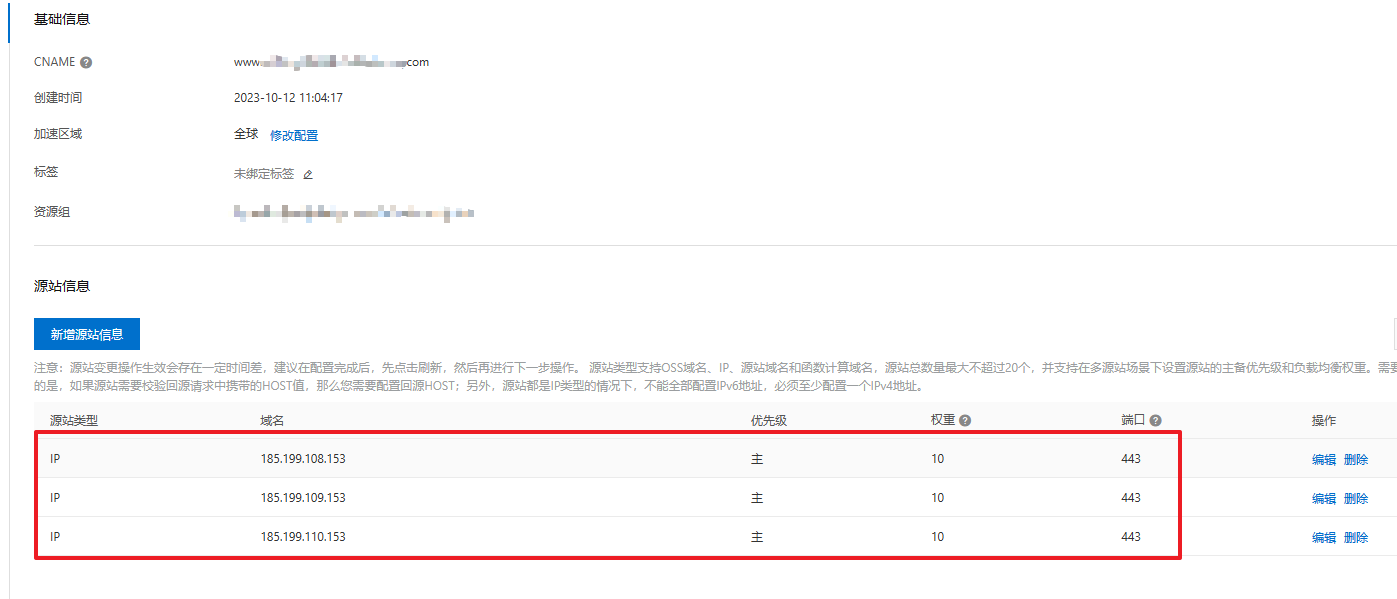 基础信息
CNAME ?
www. .com
创建时间
2023-10-12 11:04:17
加速区域
全球 修改配置
标签
未绑定标签
资源组
源站信息
新增源站信息
注意：源站变更操作生效会存在一定时间差，建议在配置完成后，先点击刷新，然后再进行下一步操作。 源站类型支持OSS域名、IP、源站域名和函数计算域名，源站总数量最大不超过20个，并支持在多源站场景下设置源站的主备优先级和负载均衡权重。需要
的是，如果源站需要校验回源请求中携带的HOST值，那么您需要配置回源HOST；另外，源站都是IP类型的情况下，不能全部配置IPv6地址，必须至少配置一个IPv4地址。
源站类型 域名 优先级 权重 ? 端口 ? 操作
IP 185.199.108.153 主 10 443 编辑 删除
IP 185.199.109.153 主 10 443 编辑 删除
IP 185.199.110.153 主 10 443 编辑 删除